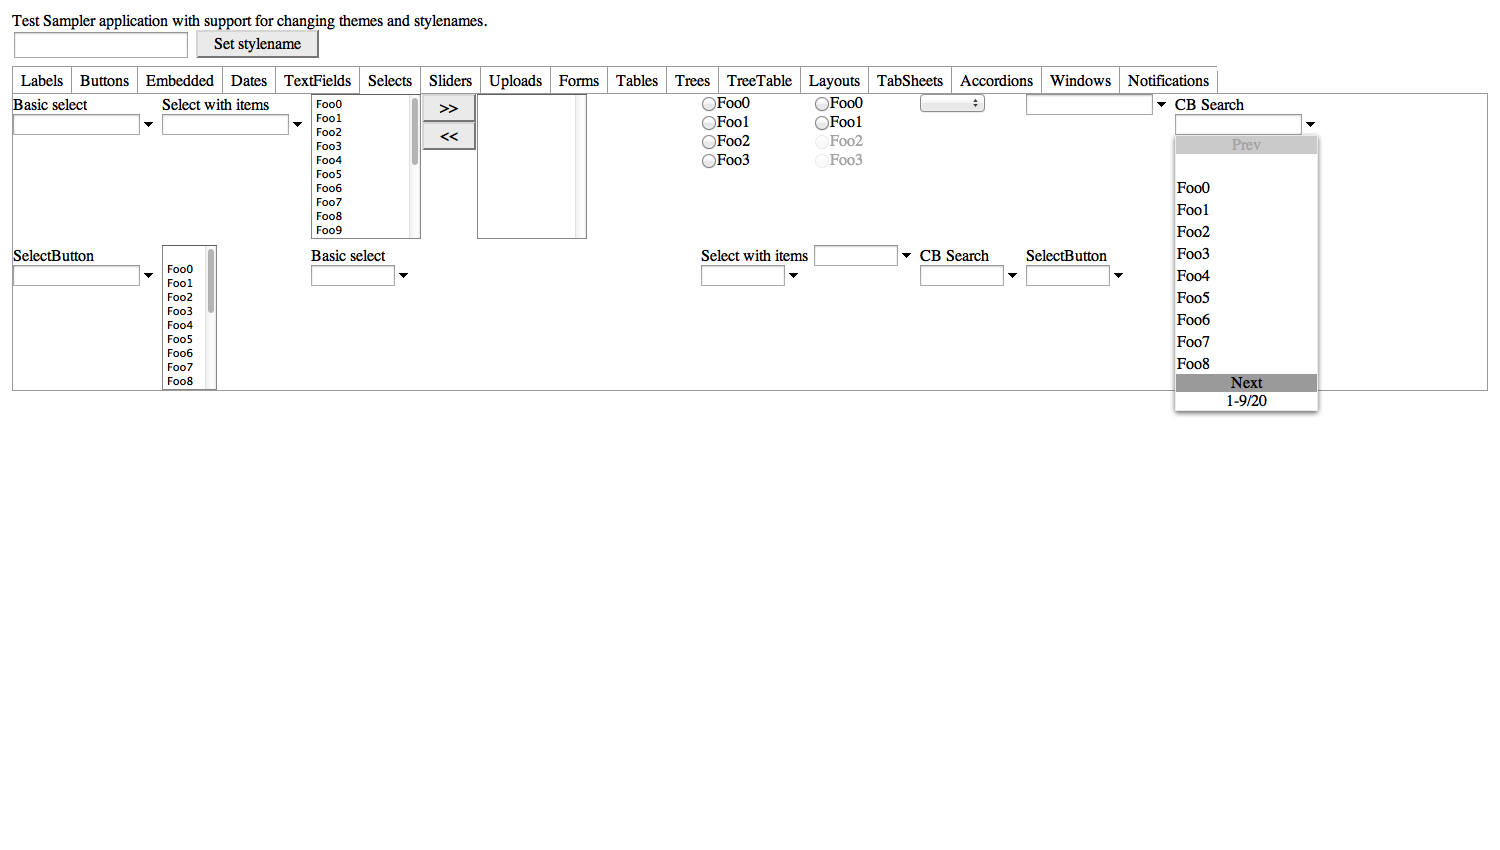 Test Sampler application with support for changing themes and stylenames.
Set stylename
Labels Buttons Embedded Dates TextFields Selects Sliders Uploads Forms Tables Trees TreeTable Layouts TabSheets Accordions Windows Notifications
Basic select
Select with items
Foo0
Foo1
Foo2
Foo3
Foo4
Foo5
Foo6
Foo7
Foo8
Foo9
>>
<<
Foo0
Foo1
Foo2
Foo3
Foo0
Foo1
Foo2
Foo3
CB Search
Prev
Foo0
Foo1
Foo2
Foo3
Foo4
Foo5
Foo6
Foo7
Foo8
Next
1-9/20
SelectButton
Foo0
Foo1
Foo2
Foo3
Foo4
Foo5
Foo6
Foo7
Foo8
Basic select
Select with items
CB Search
SelectButton